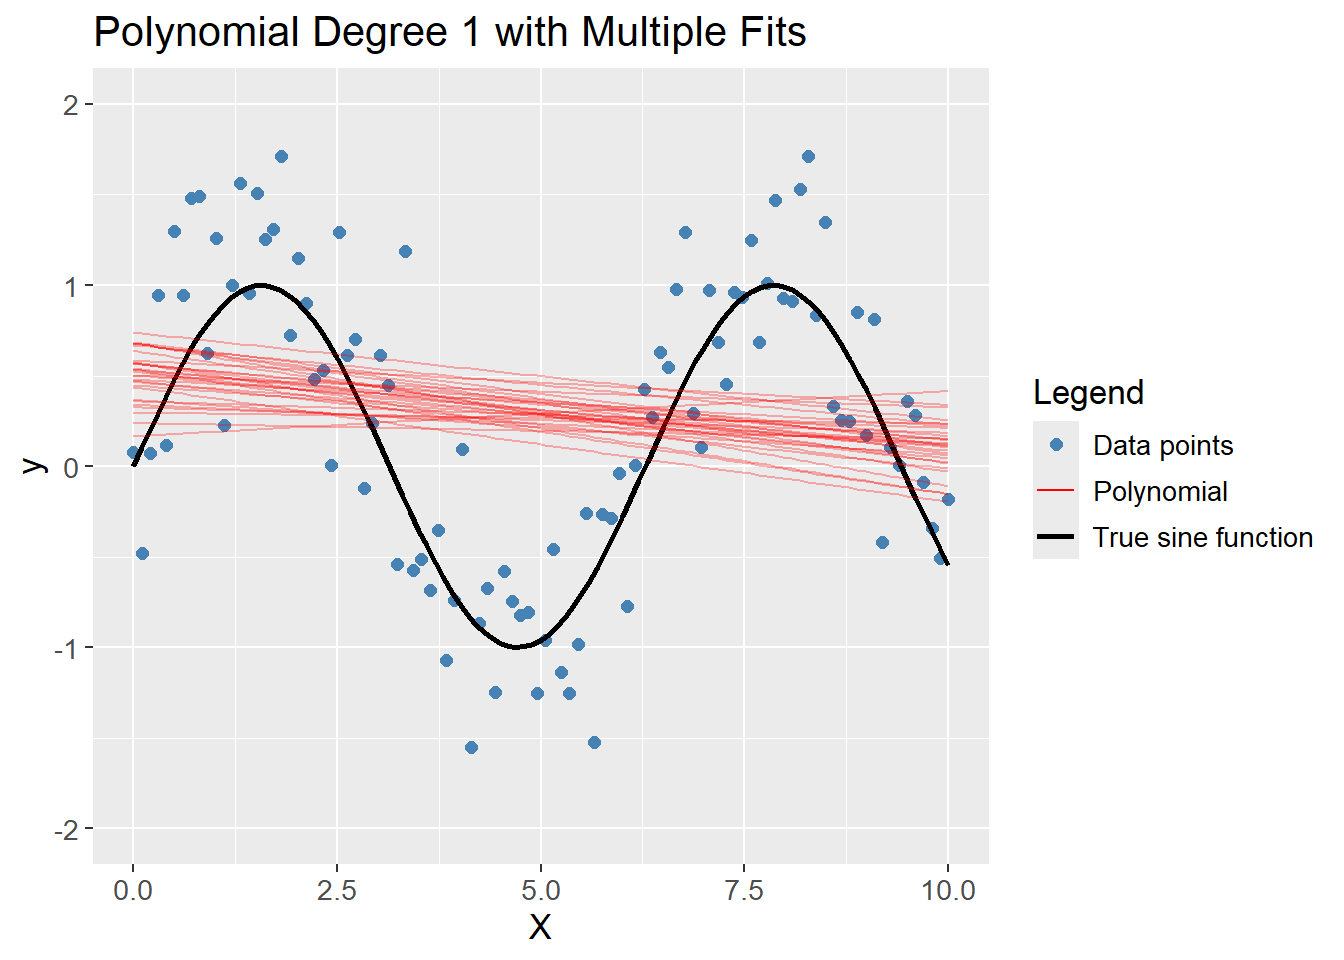 Polynomial Degree 1 with Multiple Fits
2
1
0
-1
-2
y
0.0 2.5 5.0 7.5 10.0
X
Legend
Data points
Polynomial
True sine function